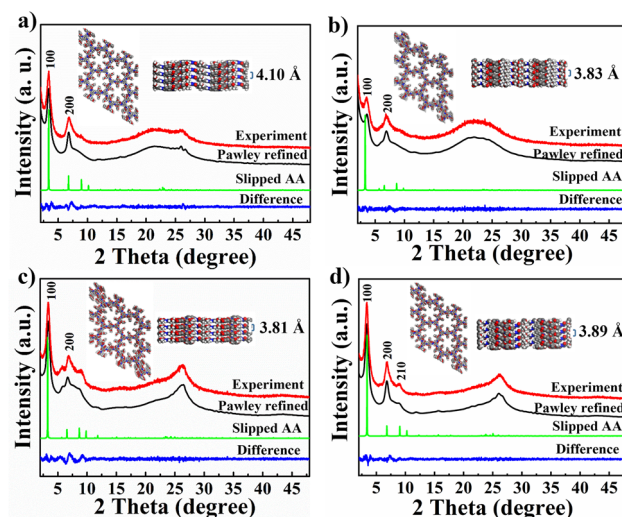 a)
Intensity (a. u.)
100
200
4.10 Å
Experiment
Pawley refined
Slipped AA
Difference
5 10 15 20 25 30 35 40 45
2 Theta (degree)
b)
Intensity (a. u.)
100
200
3.83 Å
Experiment
Pawley refined
Slipped AA
Difference
5 10 15 20 25 30 35 40 45
2 Theta (degree)
c)
Intensity (a.u.)
100
200
3.81 Å
Experiment
Pawley refined
Slipped AA
Difference
5 10 15 20 25 30 35 40 45
2 Theta (degree)
d)
Intensity (a.u.)
100
200
210
3.89 Å
Experiment
Pawley refined
Slipped AA
Difference
5 10 15 20 25 30 35 40 45
2 Theta (degree)